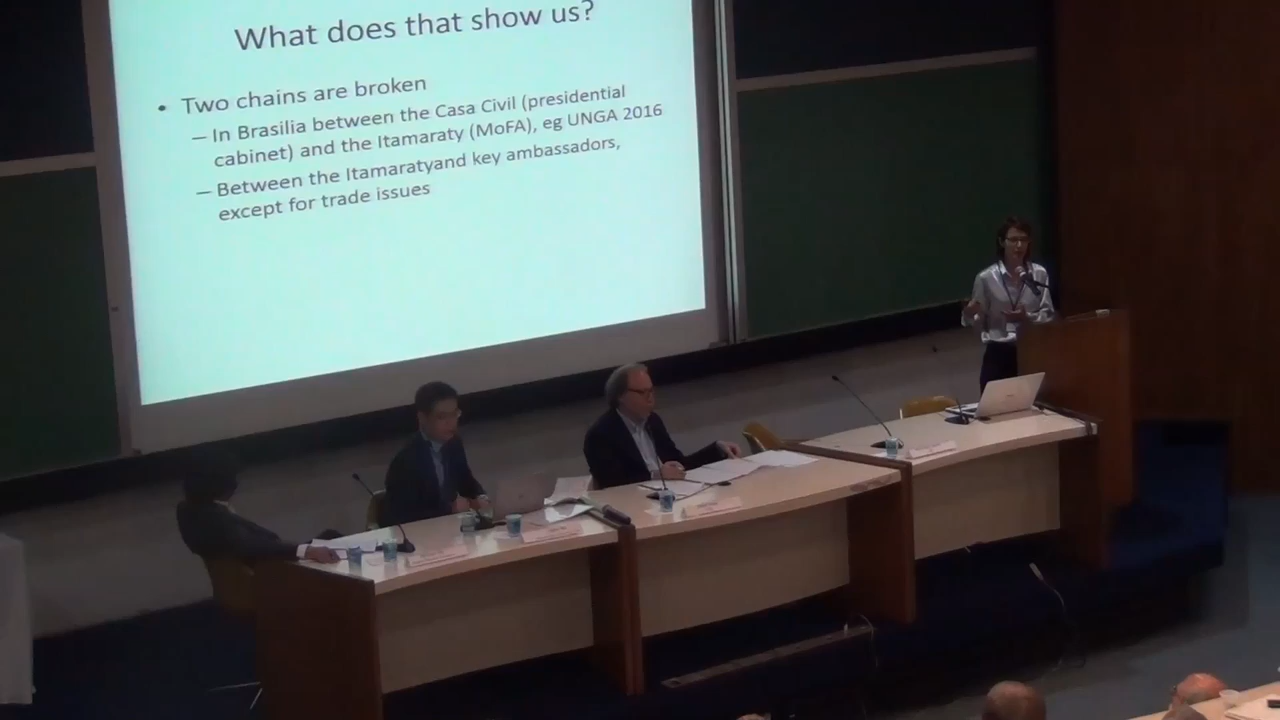 What does that show us?
• Two chains are broken
– In Brasilia between the Casa Civil (presidential
cabinet) and the Itamaraty (MoFA), eg UNGA 2016
– Between the Itamaratyand key ambassadors,
except for trade issues